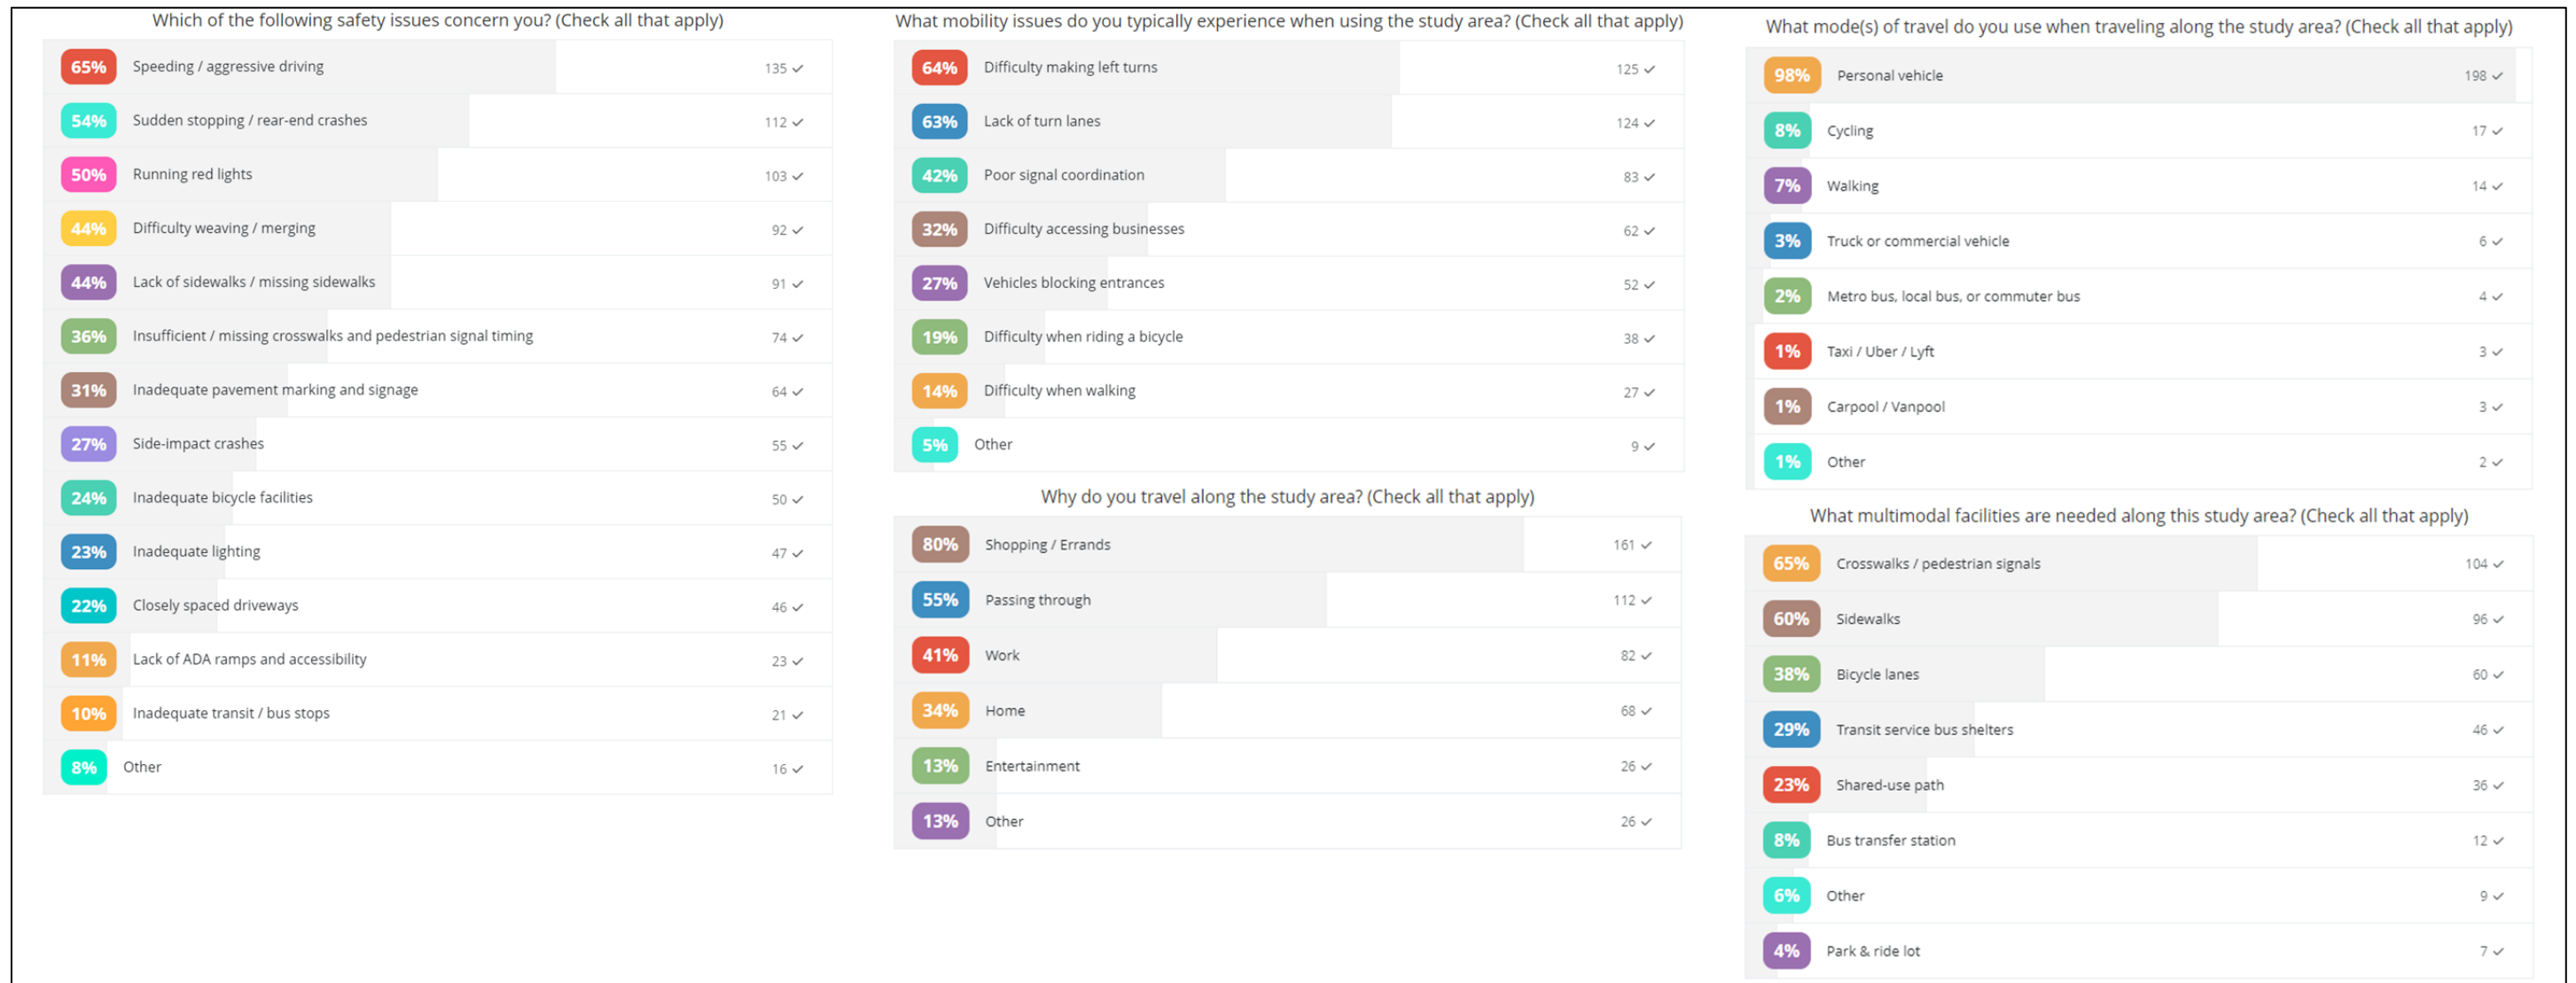 Which of the following safety issues concern you? (Check all that apply)
65% Speeding / aggressive driving 135 ✓
54% Sudden stopping / rear-end crashes 112 ✓
50% Running red lights 103 ✓
44% Difficulty weaving / merging 92 ✓
44% Lack of sidewalks / missing sidewalks 91 ✓
36% Insufficient / missing crosswalks and pedestrian signal timing 74 ✓
31% Inadequate pavement marking and signage 64 ✓
27% Side-impact crashes 55 ✓
24% Inadequate bicycle facilities 50 ✓
23% Inadequate lighting 47 ✓
22% Closely spaced driveways 46 ✓
11% Lack of ADA ramps and accessibility 23 ✓
10% Inadequate transit / bus stops 21 ✓
8% Other 16 ✓
What mobility issues do you typically experience when using the study area? (Check all that apply)
64% Difficulty making left turns 125 ✓
63% Lack of turn lanes 124 ✓
42% Poor signal coordination 83 ✓
32% Difficulty accessing businesses 62 ✓
27% Vehicles blocking entrances 52 ✓
19% Difficulty when riding a bicycle 38 ✓
14% Difficulty when walking 27 ✓
5% Other 9 ✓
Why do you travel along the study area? (Check all that apply)
80% Shopping / Errands 161 ✓
55% Passing through 112 ✓
41% Work 82 ✓
34% Home 68 ✓
13% Entertainment 26 ✓
13% Other 26 ✓
What mode(s) of travel do you use when traveling along the study area? (Check all that apply)
98% Personal vehicle 198 ✓
8% Cycling 17 ✓
7% Walking 14 ✓
3% Truck or commercial vehicle 6 ✓
2% Metro bus, local bus, or commuter bus 4 ✓
1% Taxi / Uber / Lyft 3 ✓
1% Carpool / Vanpool 3 ✓
1% Other 2 ✓
What multimodal facilities are needed along this study area? (Check all that apply)
65% Crosswalks / pedestrian signals 104 ✓
60% Sidewalks 96 ✓
38% Bicycle lanes 60 ✓
29% Transit service bus shelters 46 ✓
23% Shared-use path 36 ✓
8% Bus transfer station 12 ✓
6% Other 9 ✓
4% Park & ride lot 7 ✓